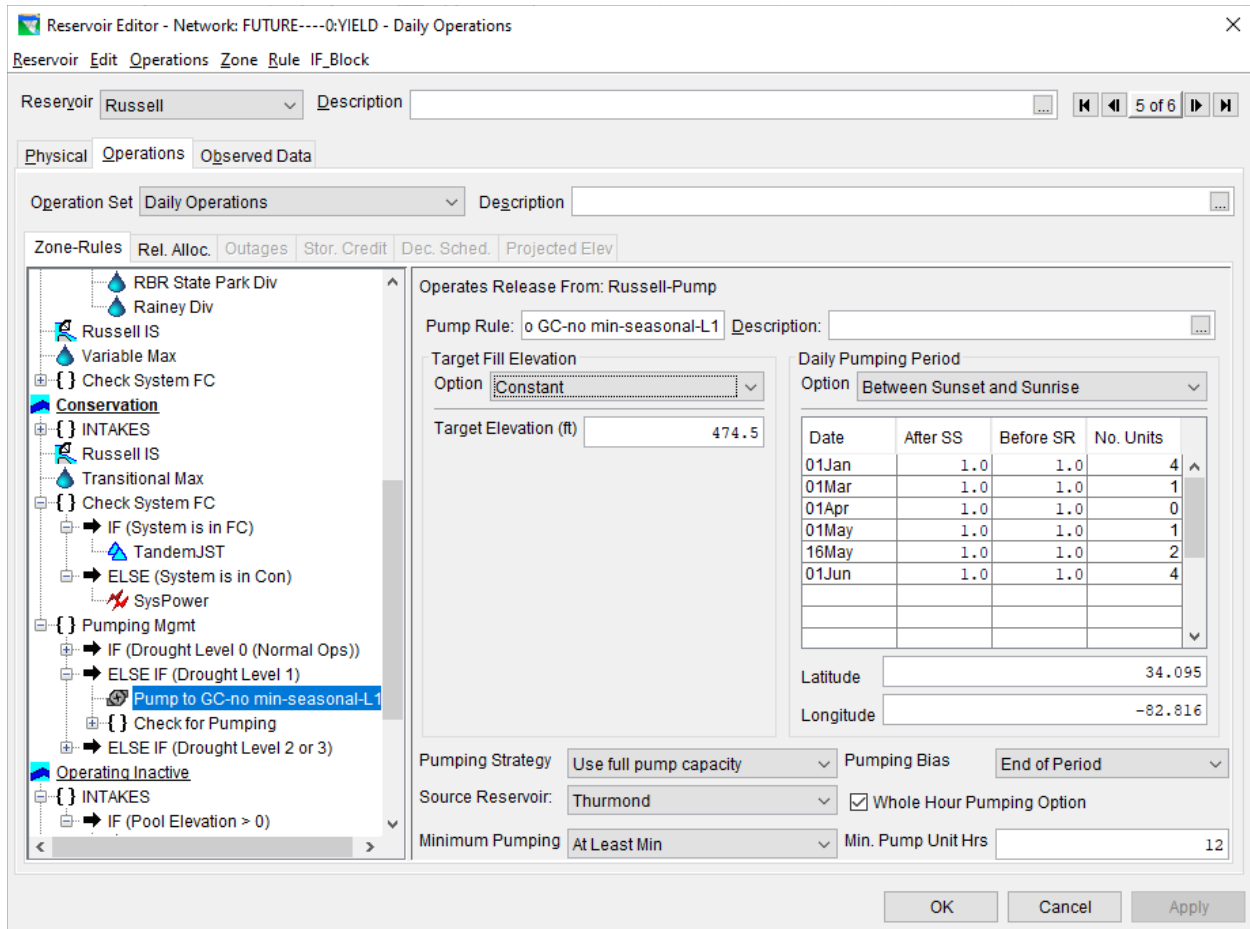 Reservoir Editor - Network: FUTURE----0:YIELD - Daily Operations
Reservoir Edit Operations Zone Rule IF_Block
Reservoir Russell Description ... 5 of 6
Physical Operations Observed Data
Operation Set Daily Operations Description ...
Zone-Rules Rel. Alloc. Outages Stor. Credit Dec. Sched. Projected Elev
RBR State Park Div
Rainey Div
Russell IS
Variable Max
{ } Check System FC
Conservation
{ } INTAKES
Russell IS
Transitional Max
{ } Check System FC
IF (System is in FC)
TandemJST
ELSE (System is in Con)
SysPower
{ } Pumping Mgmt
IF (Drought Level 0 (Normal Ops))
ELSE IF (Drought Level 1)
Pump to GC-no min-seasonal-L1
{ } Check for Pumping
ELSE IF (Drought Level 2 or 3)
Operating Inactive
{ } INTAKES
IF (Pool Elevation > 0)
Operates Release From: Russell-Pump
Pump Rule: o GC-no min-seasonal-L1 Description: ...
Target Fill Elevation
Option Constant
Target Elevation (ft) 474.5
Daily Pumping Period
Option Between Sunset and Sunrise
Date After SS Before SR No. Units
01Jan 1.0 1.0 4
01Mar 1.0 1.0 1
01Apr 1.0 1.0 0
01May 1.0 1.0 1
16May 1.0 1.0 2
01Jun 1.0 1.0 4
Latitude 34.095
Longitude -82.816
Pumping Strategy Use full pump capacity Pumping Bias End of Period
Source Reservoir: Thurmond Whole Hour Pumping Option
Minimum Pumping At Least Min Min. Pump Unit Hrs 12
OK Cancel Apply